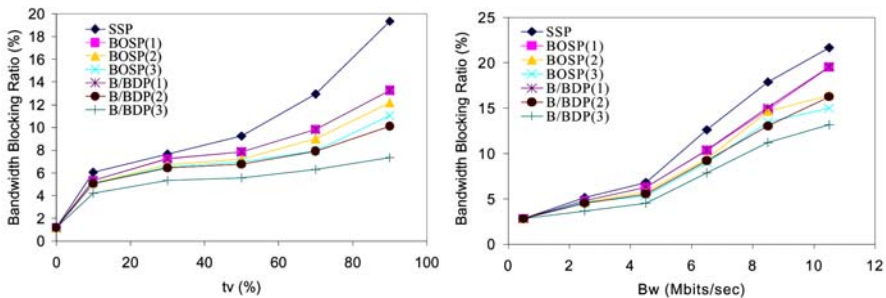 Bandwidth Blocking Ratio (%)
20
18
16
14
12
10
8
6
4
2
0
SSP
BOSP(1)
BOSP(2)
BOSP(3)
B/BDP(1)
B/BDP(2)
B/BDP(3)
0 20 40 60 80 100
tv (%)
Bandwidth Blocking Ratio (%)
25
20
15
10
5
0
SSP
BOSP(1)
BOSP(2)
BOSP(3)
B/BDP(1)
B/BDP(2)
B/BDP(3)
0 2 4 6 8 10 12
Bw (Mbits/sec)